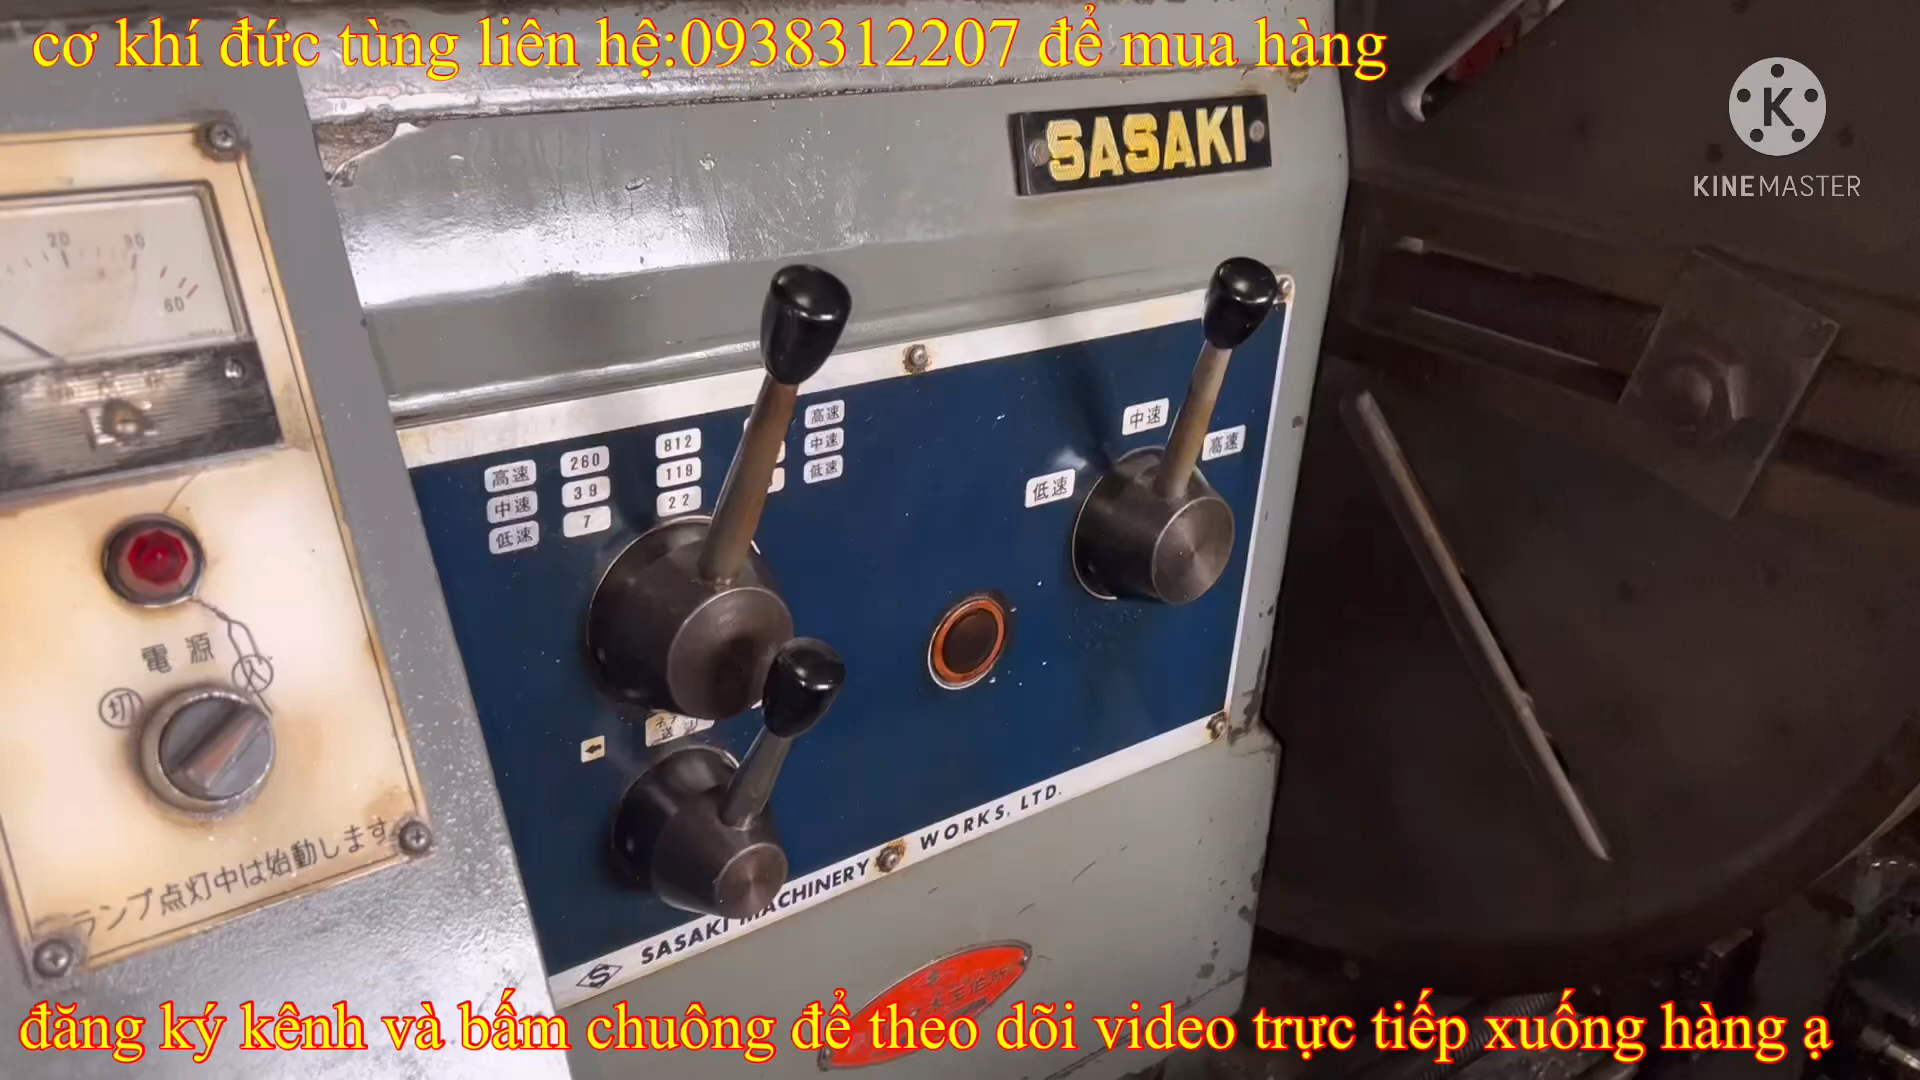 cơ khí đức tùng liên hệ:0938312207 để mua hàng
KINEMASTER
SASAKI
20
60
高速 260 812 高速
中速 39 119 中速
低速 7 22 低速
中速
高速
低速
電源
切
入
ランプ点灯中は始動します
SASAKI MACHINERY WORKS. LTD.
đăng ký kênh và bấm chuông để theo dõi video trực tiếp xuống hàng ạ